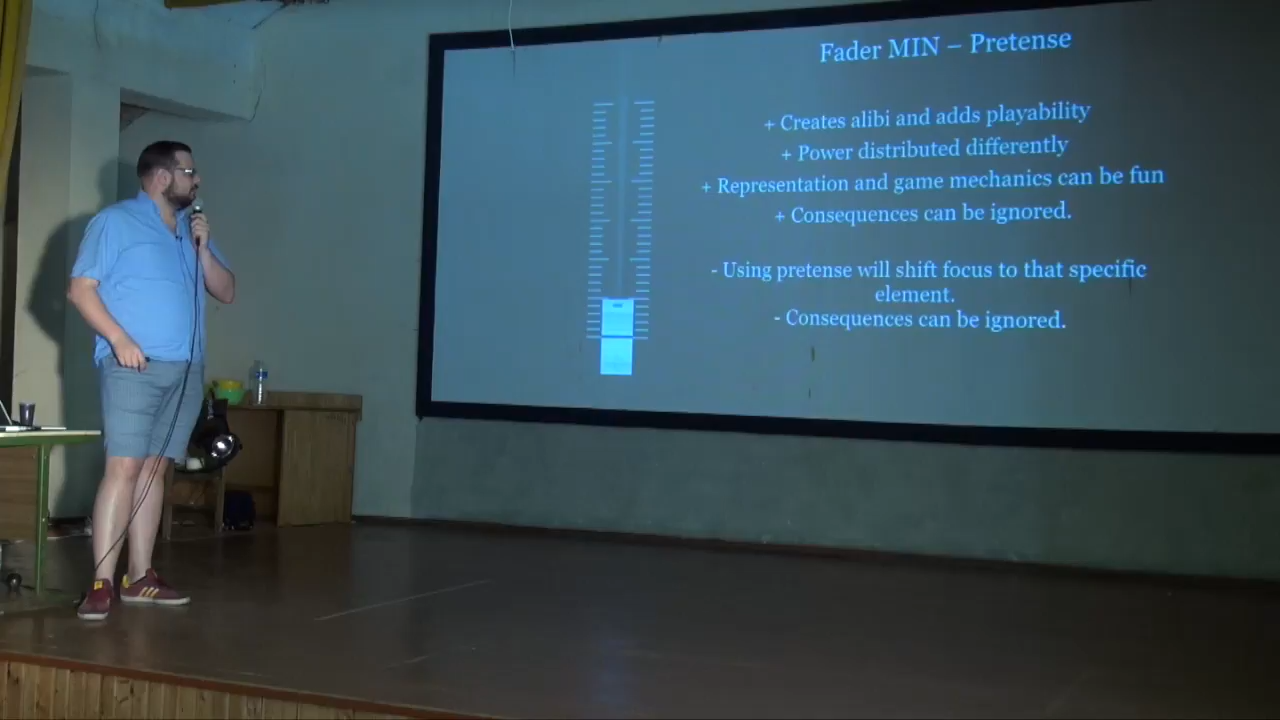 Fader MIN – Pretense
+ Creates alibi and adds playability
+ Power distributed differently
+ Representation and game mechanics can be fun
+ Consequences can be ignored.
- Using pretense will shift focus to that specific
element.
- Consequences can be ignored.